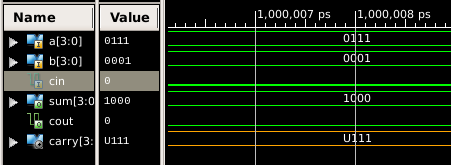 Name Value 1,000,007 ps 1,000,008 ps
a[3:0] 0111 0111
b[3:0] 0001 0001
cin 0
sum[3:0 1000 1000
cout 0
carry[3: U111 U111